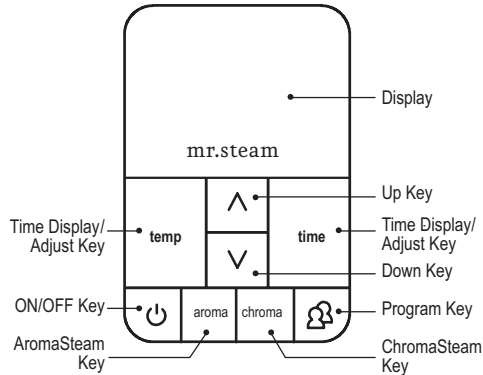 Display
mr.steam
Up Key
Time Display/
Adjust Key
temp
time
Time Display/
Adjust Key
Down Key
ON/OFF Key
aroma
chroma
Program Key
AromaSteam
Key
ChromaSteam
Key